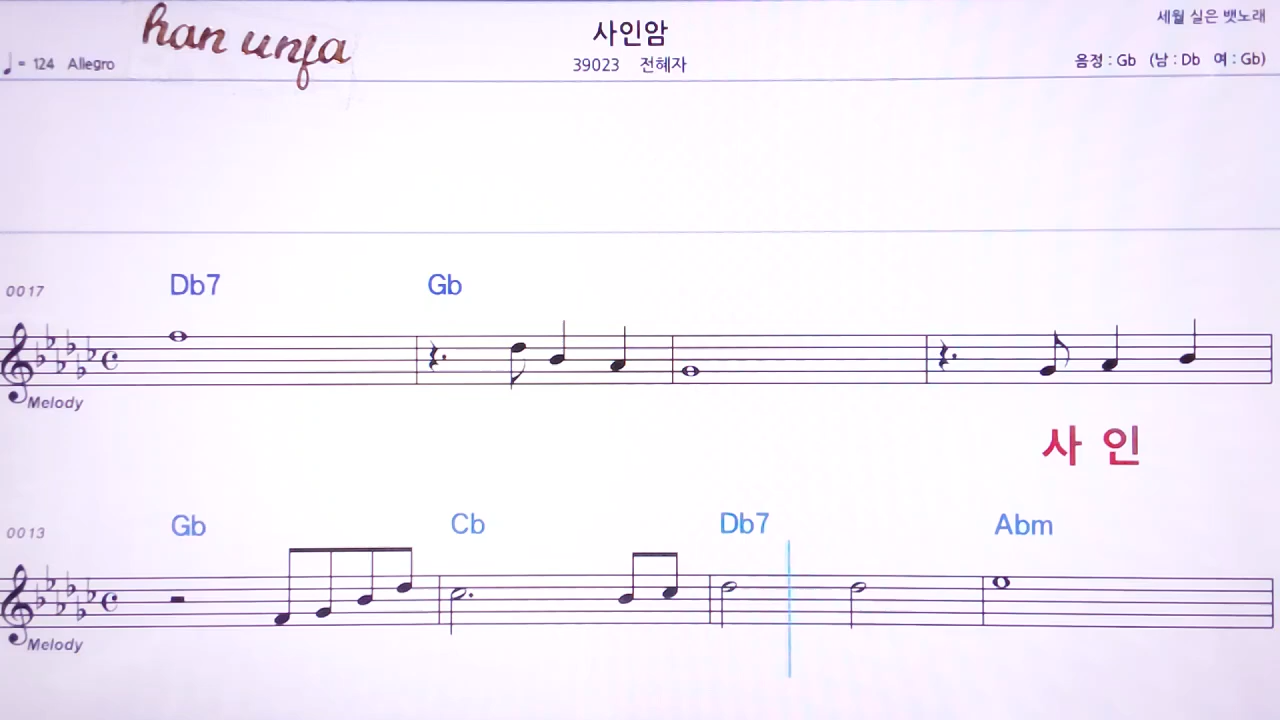 han unfa
사인암
세월 실은 뱃노래
♩= 124 Allegro
39023 전혜자
음정 : Gb (남 : Db 여 : Gb)
0017
Db7 Gb
Melody
사 인
0013
Gb Cb Db7 Abm
Melody